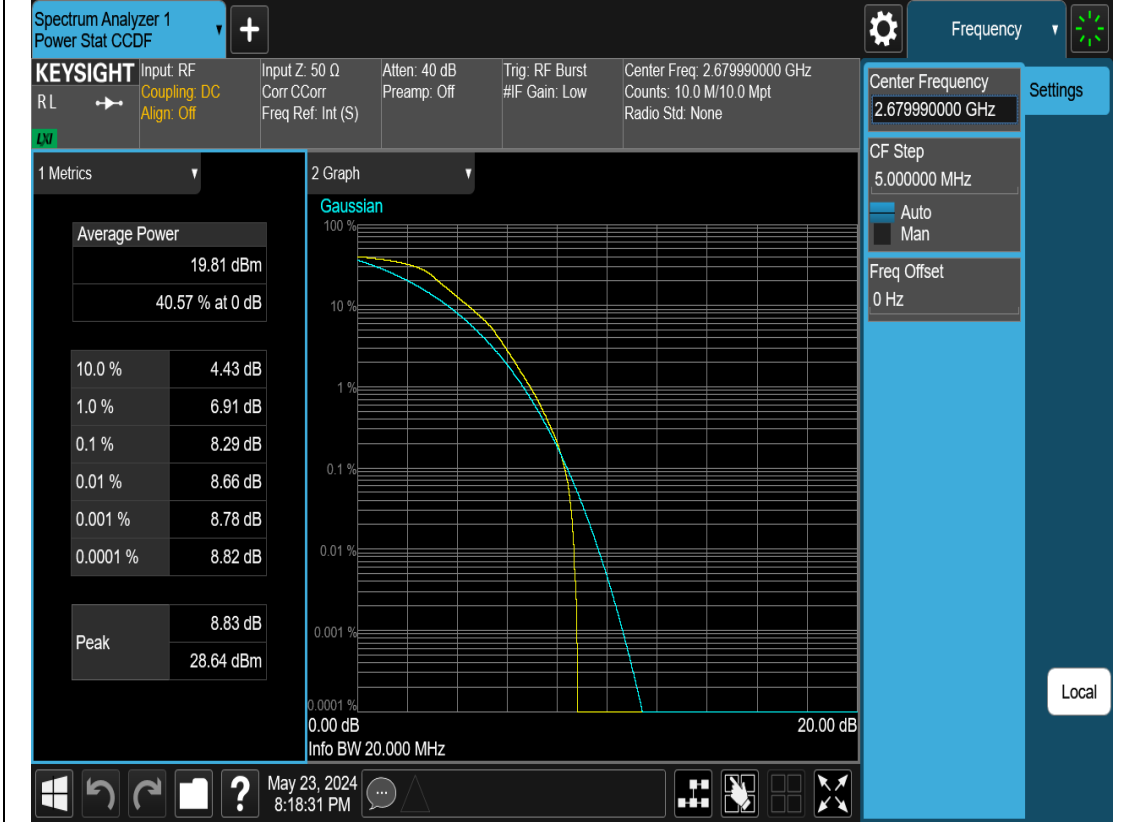 Spectrum Analyzer 1
Power Stat CCDF
+
Frequency
KEYSIGHT
RL
LXI
Input: RF
Coupling: DC
Align: Off
Input Z: 50 Ω
Corr CCorr
Freq Ref: Int (S)
Atten: 40 dB
Preamp: Off
Trig: RF Burst
#IF Gain: Low
Center Freq: 2.679990000 GHz
Counts: 10.0 M/10.0 Mpt
Radio Std: None
Center Frequency
2.679990000 GHz
Settings
CF Step
5.000000 MHz
Auto
Man
Freq Offset
0 Hz
Local
1 Metrics
Average Power
19.81 dBm
40.57 % at 0 dB
10.0 % 4.43 dB
1.0 % 6.91 dB
0.1 % 8.29 dB
0.01 % 8.66 dB
0.001 % 8.78 dB
0.0001 % 8.82 dB
Peak
8.83 dB
28.64 dBm
2 Graph
Gaussian
100 %
10 %
1 %
0.1 %
0.01 %
0.001 %
0.0001 %
0.00 dB 20.00 dB
Info BW 20.000 MHz
?
May 23, 2024
8:18:31 PM